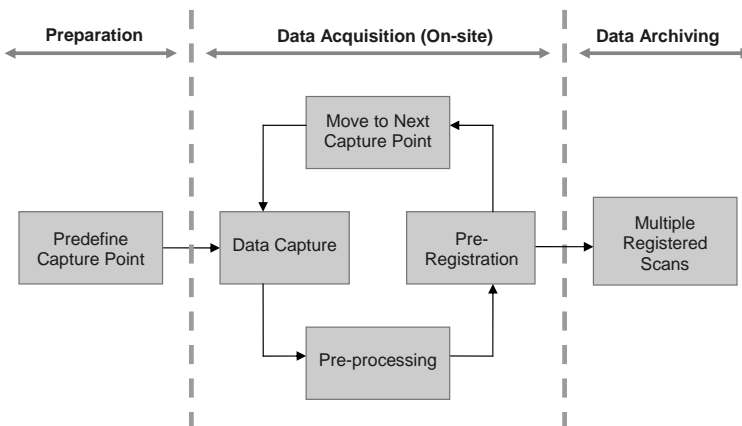 Preparation
Data Acquisition (On-site)
Data Archiving
Move to Next
Capture Point
Predefine
Capture Point
Data Capture
Pre-
Registration
Multiple
Registered
Scans
Pre-processing